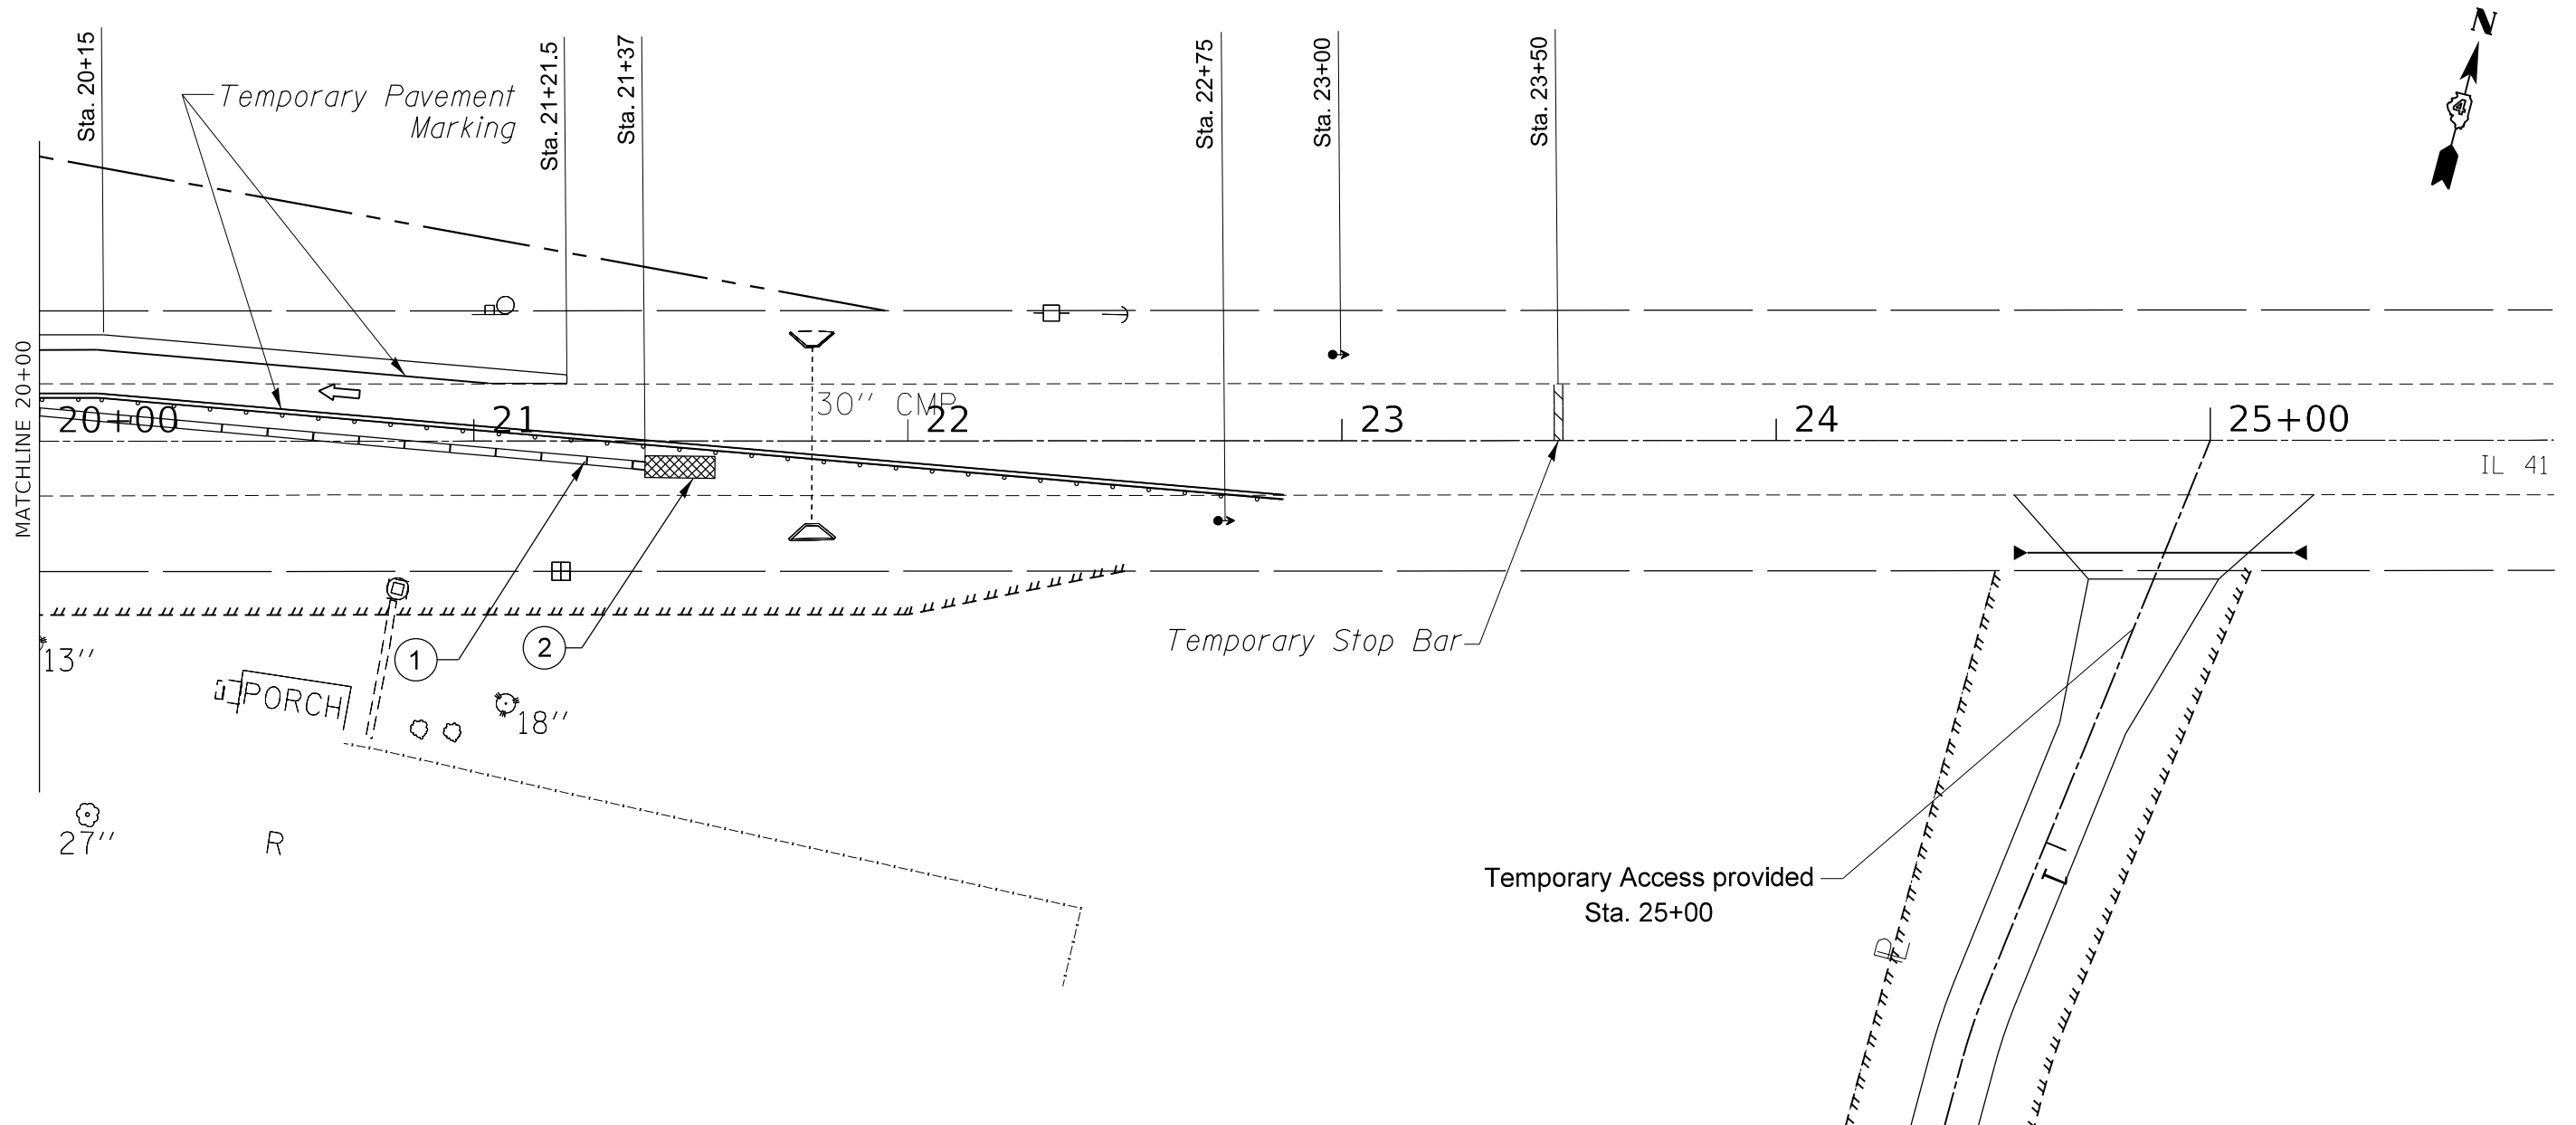 Sta. 20+15
Sta. 21+21.5
Sta. 21+37
Sta. 22+75
Sta. 23+00
Sta. 23+50
N
4
Temporary Pavement
Marking
MATCHLINE 20+00
20+00
21
30'' CMP
22
23
24
25+00
IL 41
1
2
Temporary Stop Bar
13''
PORCH
18''
27''
R
Temporary Access provided
Sta. 25+00